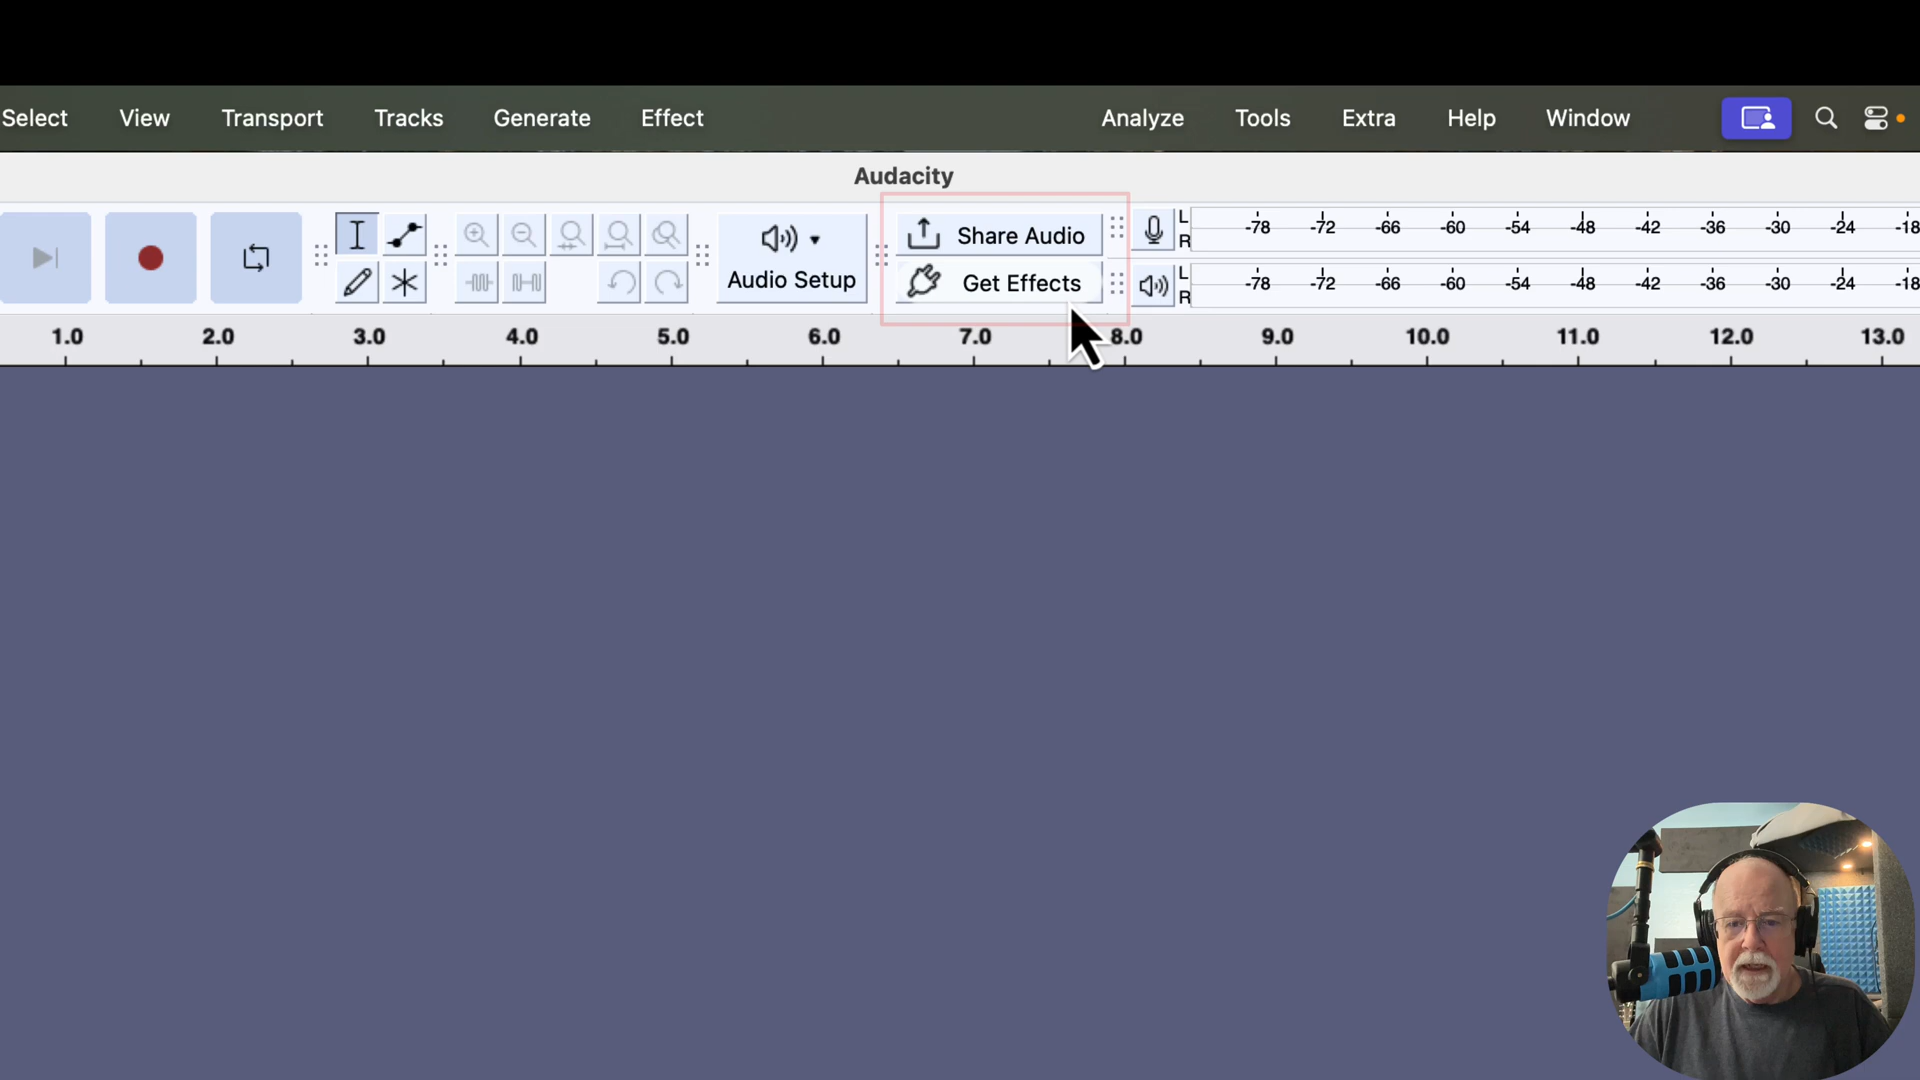 Select View Transport Tracks Generate Effect Analyze Tools Extra Help Window
Audacity
Share Audio
L
R
-78 -72 -66 -60 -54 -48 -42 -36 -30 -24 -18
Audio Setup
Get Effects
L
R
-78 -72 -66 -60 -54 -48 -42 -36 -30 -24 -18
1.0 2.0 3.0 4.0 5.0 6.0 7.0 8.0 9.0 10.0 11.0 12.0 13.0